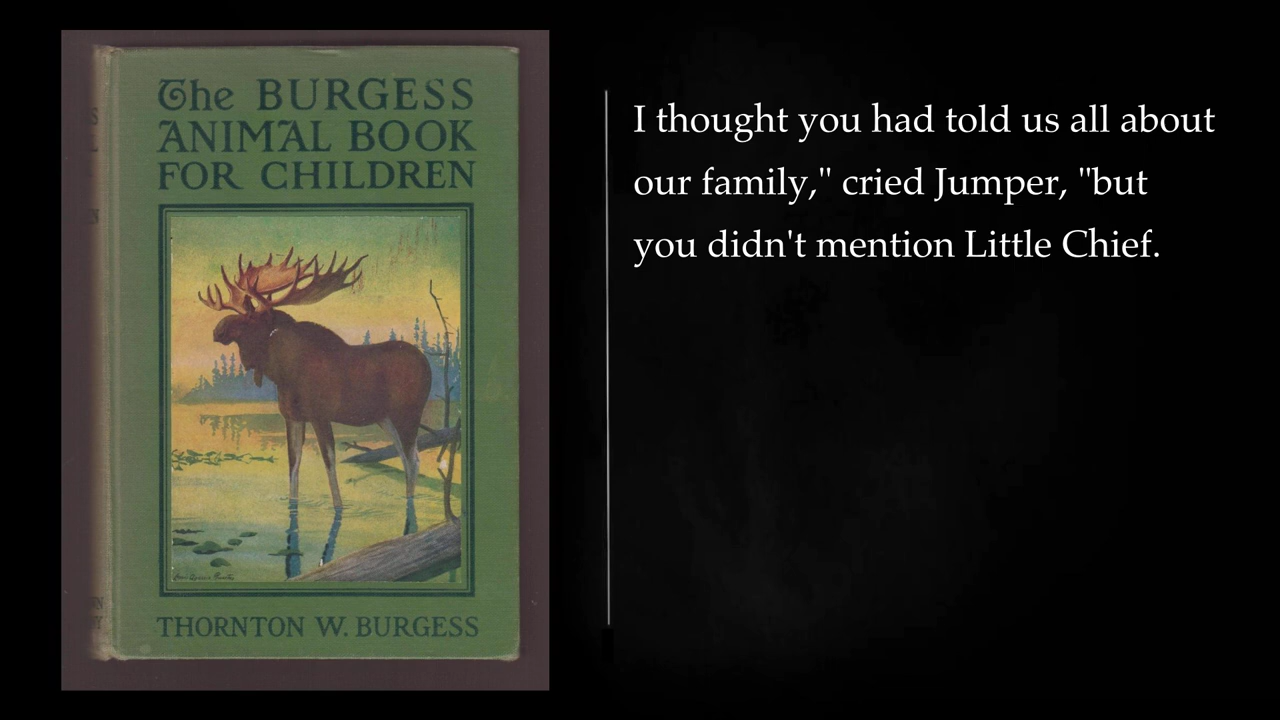 The BURGESS
ANIMAL BOOK
FOR CHILDREN
THORNTON W. BURGESS
I thought you had told us all about
our family," cried Jumper, "but
you didn't mention Little Chief.